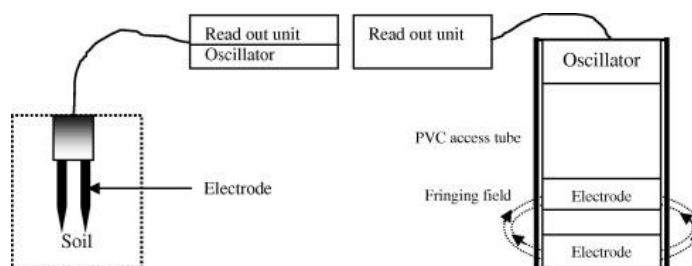 Read out unit
Oscillator
Electrode
Soil
Read out unit
Oscillator
PVC access tube
Fringing field
Electrode
Electrode